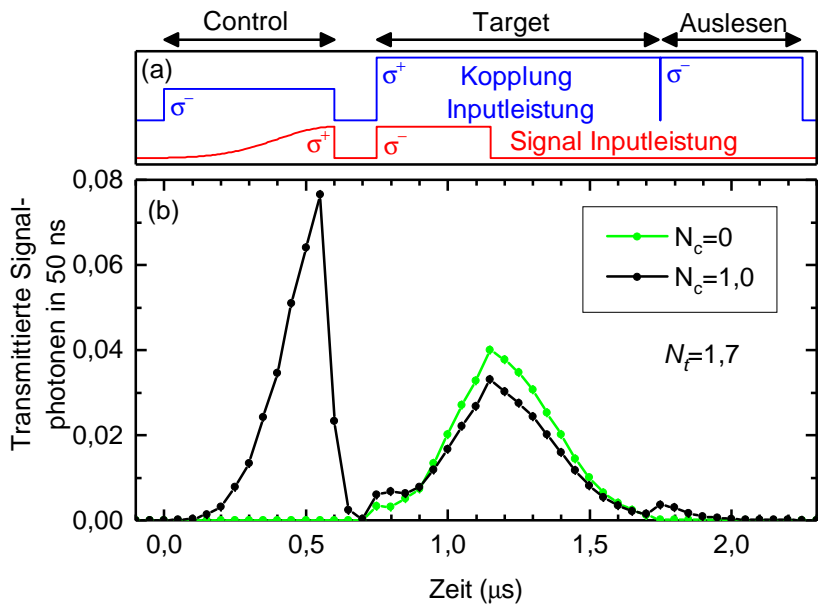 Control Target Auslesen
(a)
σ⁺ Kopplung σ⁻
σ⁻ Inputleistung
σ⁺ σ⁻ Signal Inputleistung
0,08
(b)
N_c=0
0,06
N_c=1,0
0,04
N_t=1,7
0,02
0,00
0,0 0,5 1,0 1,5 2,0
Transmittierte Signal-
photonen in 50 ns
Zeit (μs)